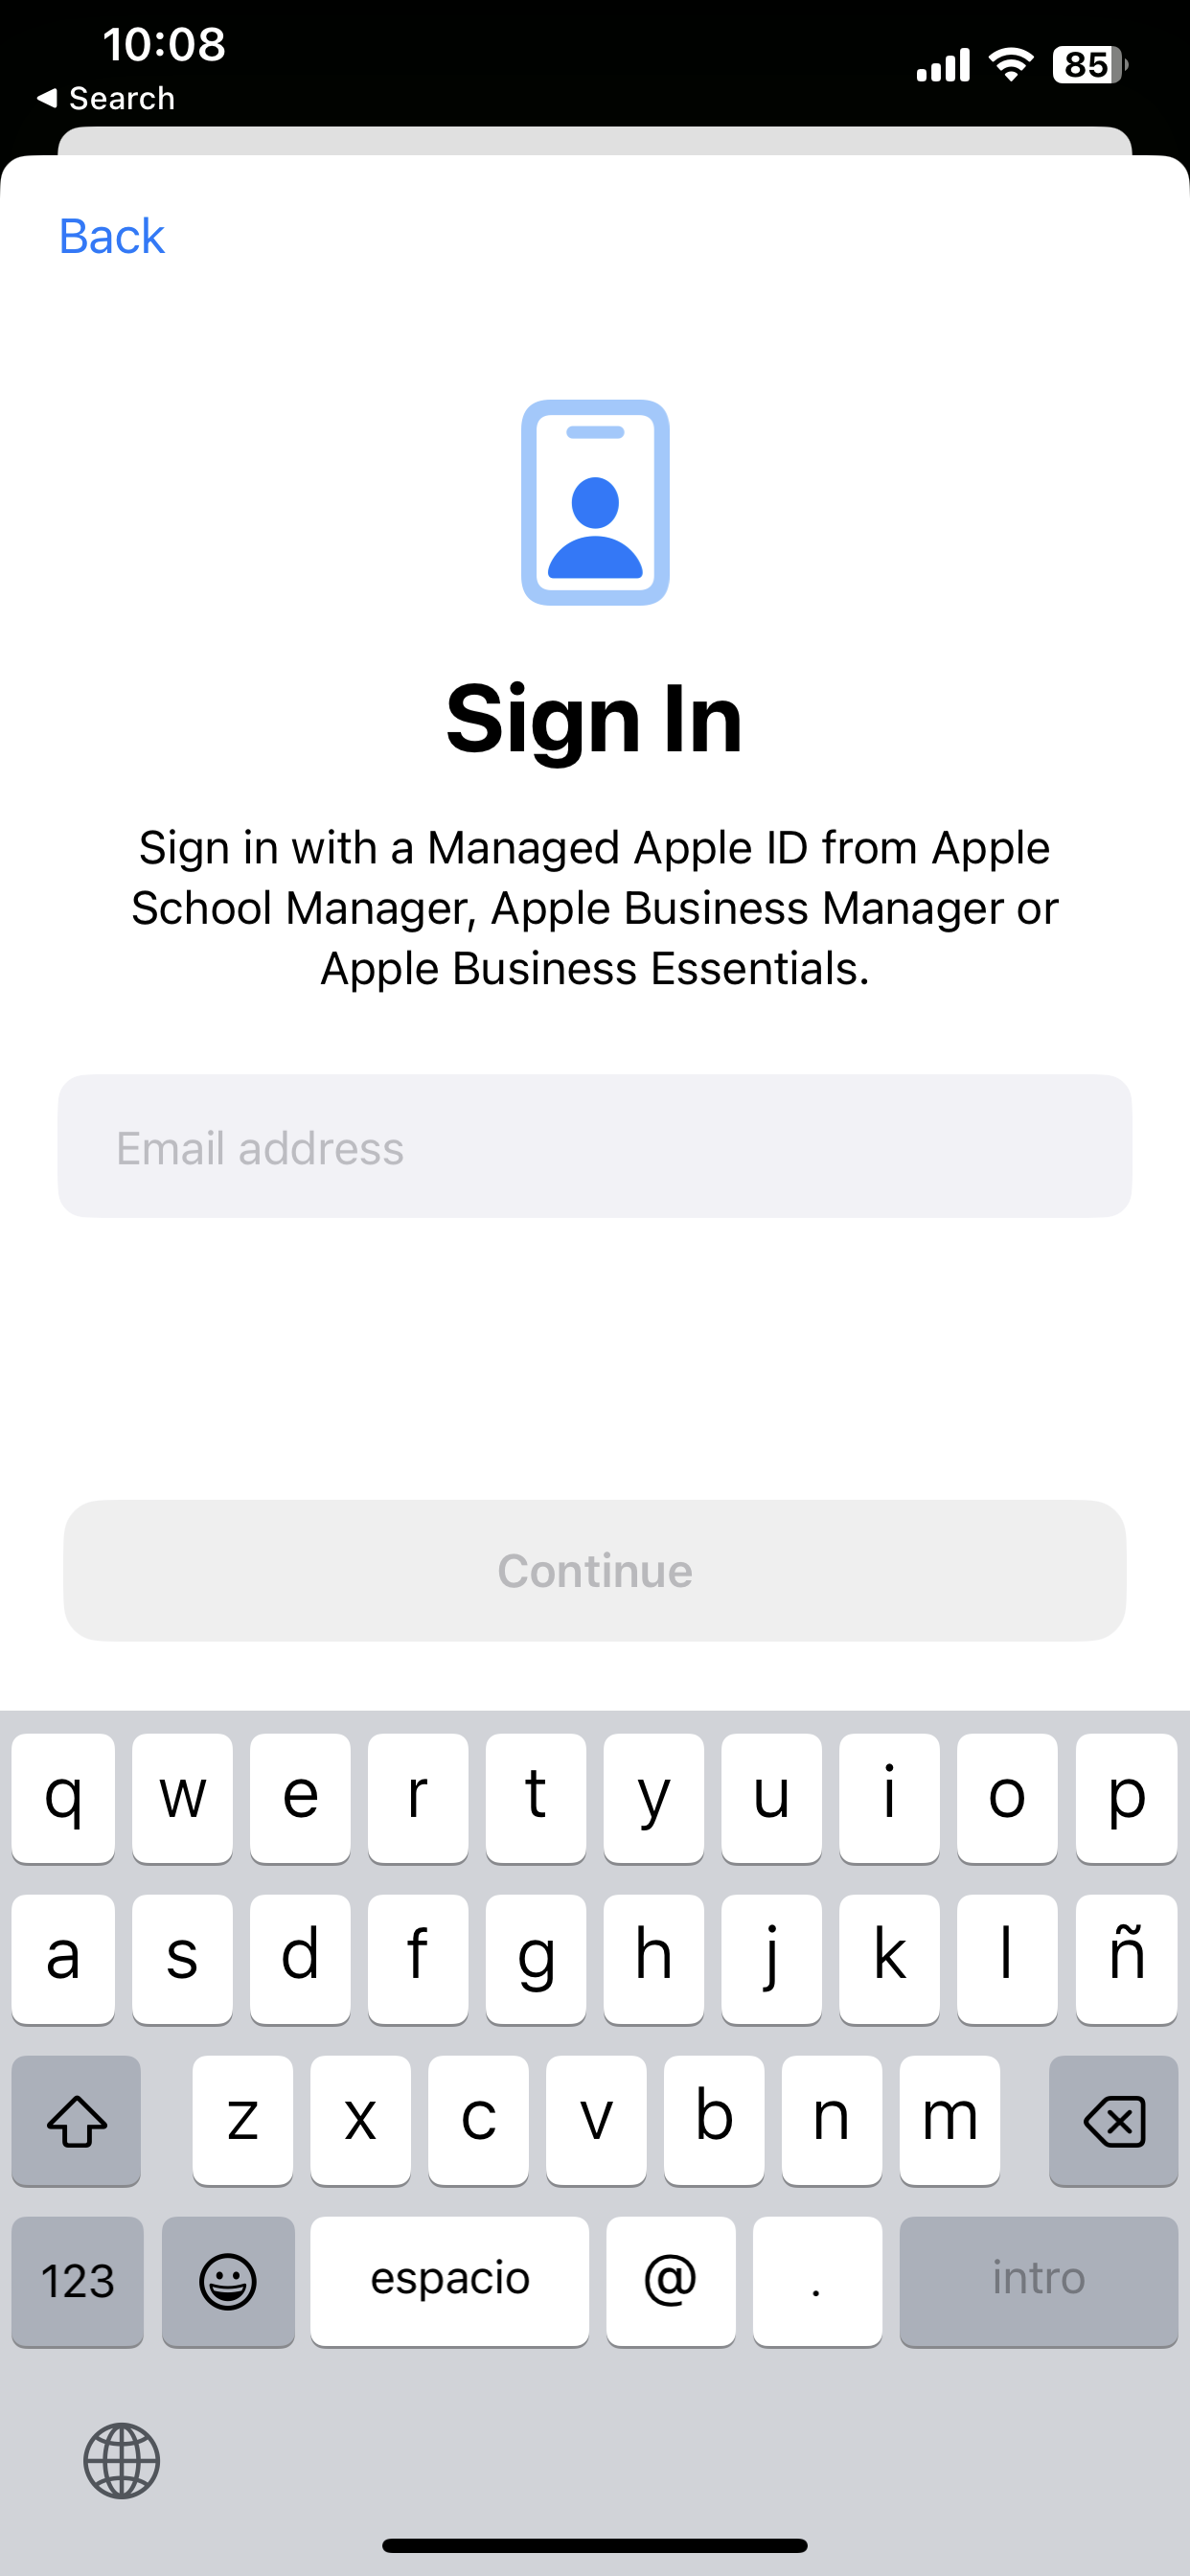 10:08
85
◀ Search
Back
Sign In
Sign in with a Managed Apple ID from Apple
School Manager, Apple Business Manager or
Apple Business Essentials.
Email address
Continue
q w e r t y u i o p
a s d f g h j k l ñ
z x c v b n m
123 espacio @ . intro